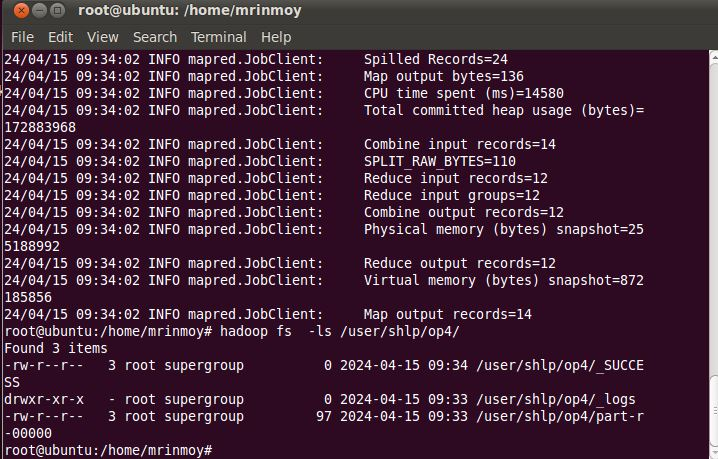 root@ubuntu: /home/mrinmoy
File Edit View Search Terminal Help
24/04/15 09:34:02 INFO mapred.JobClient:     Spilled Records=24
24/04/15 09:34:02 INFO mapred.JobClient:     Map output bytes=136
24/04/15 09:34:02 INFO mapred.JobClient:     CPU time spent (ms)=14580
24/04/15 09:34:02 INFO mapred.JobClient:     Total committed heap usage (bytes)=
172883968
24/04/15 09:34:02 INFO mapred.JobClient:     Combine input records=14
24/04/15 09:34:02 INFO mapred.JobClient:     SPLIT_RAW_BYTES=110
24/04/15 09:34:02 INFO mapred.JobClient:     Reduce input records=12
24/04/15 09:34:02 INFO mapred.JobClient:     Reduce input groups=12
24/04/15 09:34:02 INFO mapred.JobClient:     Combine output records=12
24/04/15 09:34:02 INFO mapred.JobClient:     Physical memory (bytes) snapshot=25
5188992
24/04/15 09:34:02 INFO mapred.JobClient:     Reduce output records=12
24/04/15 09:34:02 INFO mapred.JobClient:     Virtual memory (bytes) snapshot=872
185856
24/04/15 09:34:02 INFO mapred.JobClient:     Map output records=14
root@ubuntu:/home/mrinmoy# hadoop fs  -ls /user/shlp/op4/
Found 3 items
-rw-r--r--   3 root supergroup          0 2024-04-15 09:34 /user/shlp/op4/_SUCCE
SS
drwxr-xr-x   - root supergroup          0 2024-04-15 09:33 /user/shlp/op4/_logs
-rw-r--r--   3 root supergroup         97 2024-04-15 09:33 /user/shlp/op4/part-r
-00000
root@ubuntu:/home/mrinmoy#